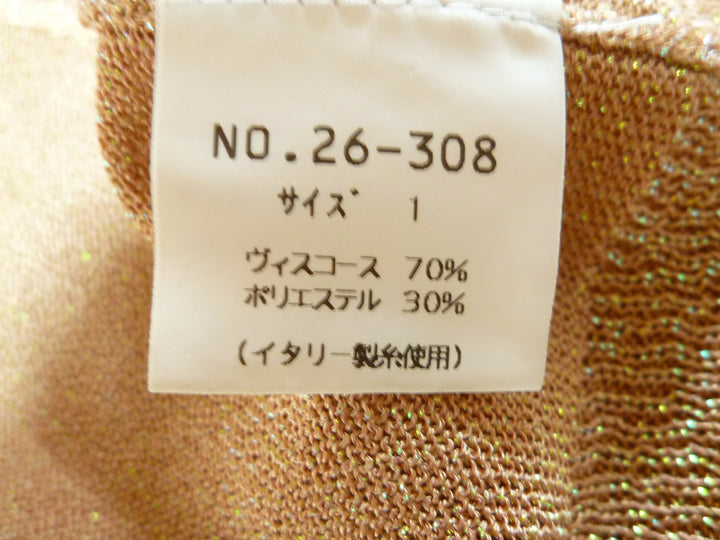 NO.26-308
サイズ 1
ヴィスコース 70%
ポリエステル 30%
(イタリー製糸使用)